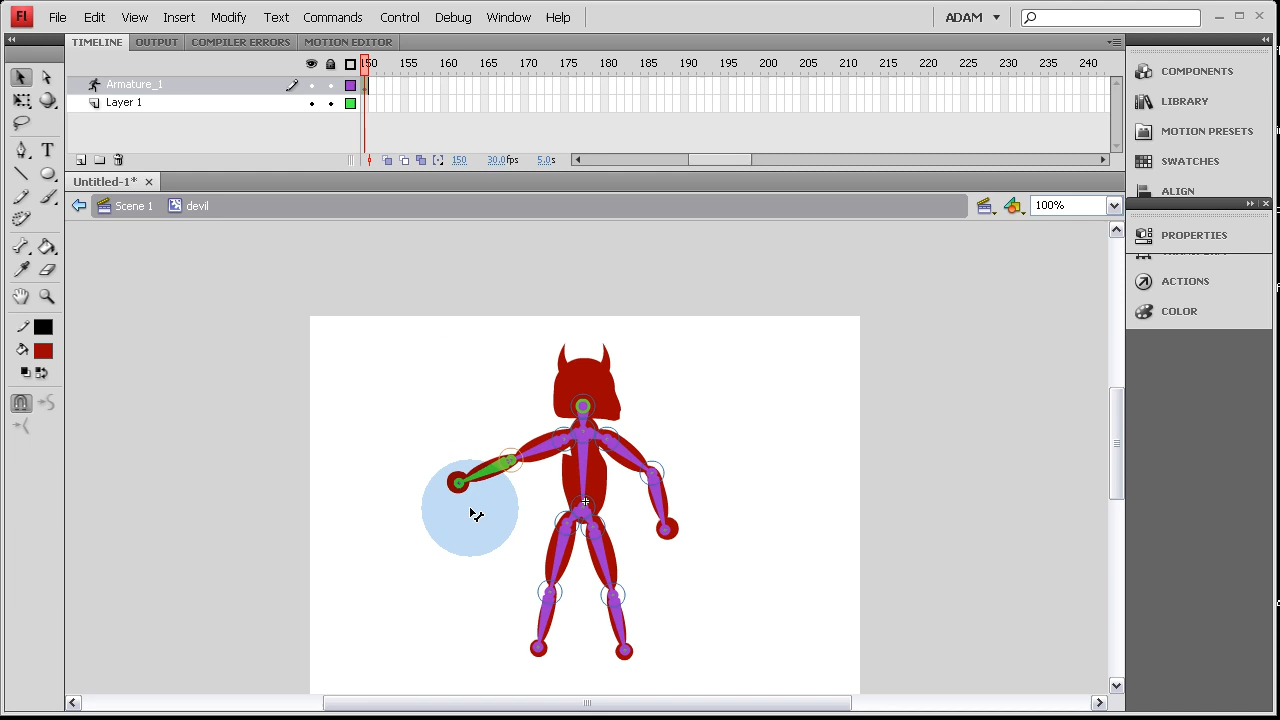 Fl File Edit View Insert Modify Text Commands Control Debug Window Help ADAM
TIMELINE OUTPUT COMPILER ERRORS MOTION EDITOR
150 155 160 165 170 175 180 185 190 195 200 205 210 215 220 225 230 235 240
Armature_1
Layer 1
150 30.0fps 5.0s
Untitled-1*
Scene 1 devil 100%
T
COMPONENTS
LIBRARY
MOTION PRESETS
SWATCHES
ALIGN
PROPERTIES
ACTIONS
COLOR